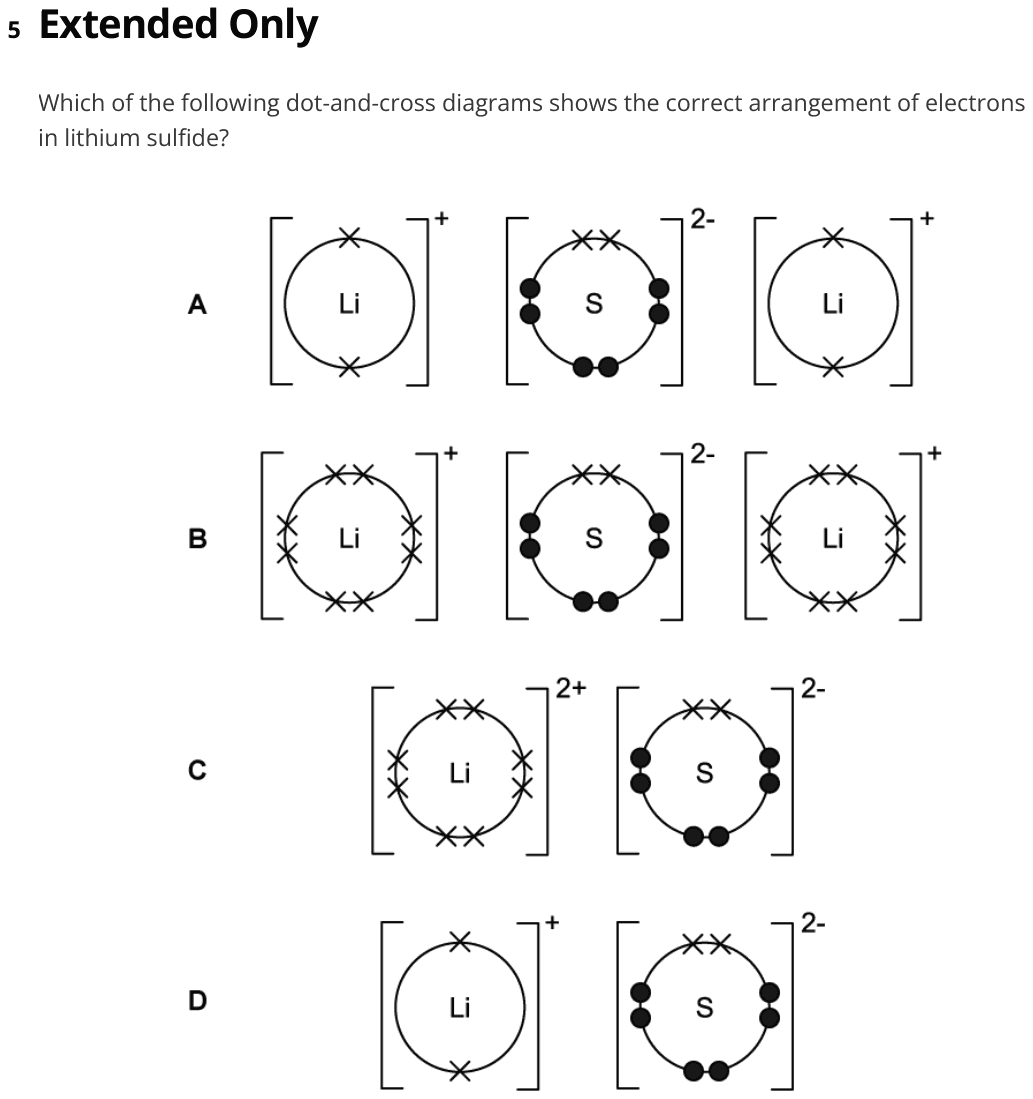 5 Extended Only
Which of the following dot-and-cross diagrams shows the correct arrangement of electrons
in lithium sulfide?
A Li + S 2- Li +
B Li + S 2- Li +
C Li 2+ S 2-
D Li + S 2-